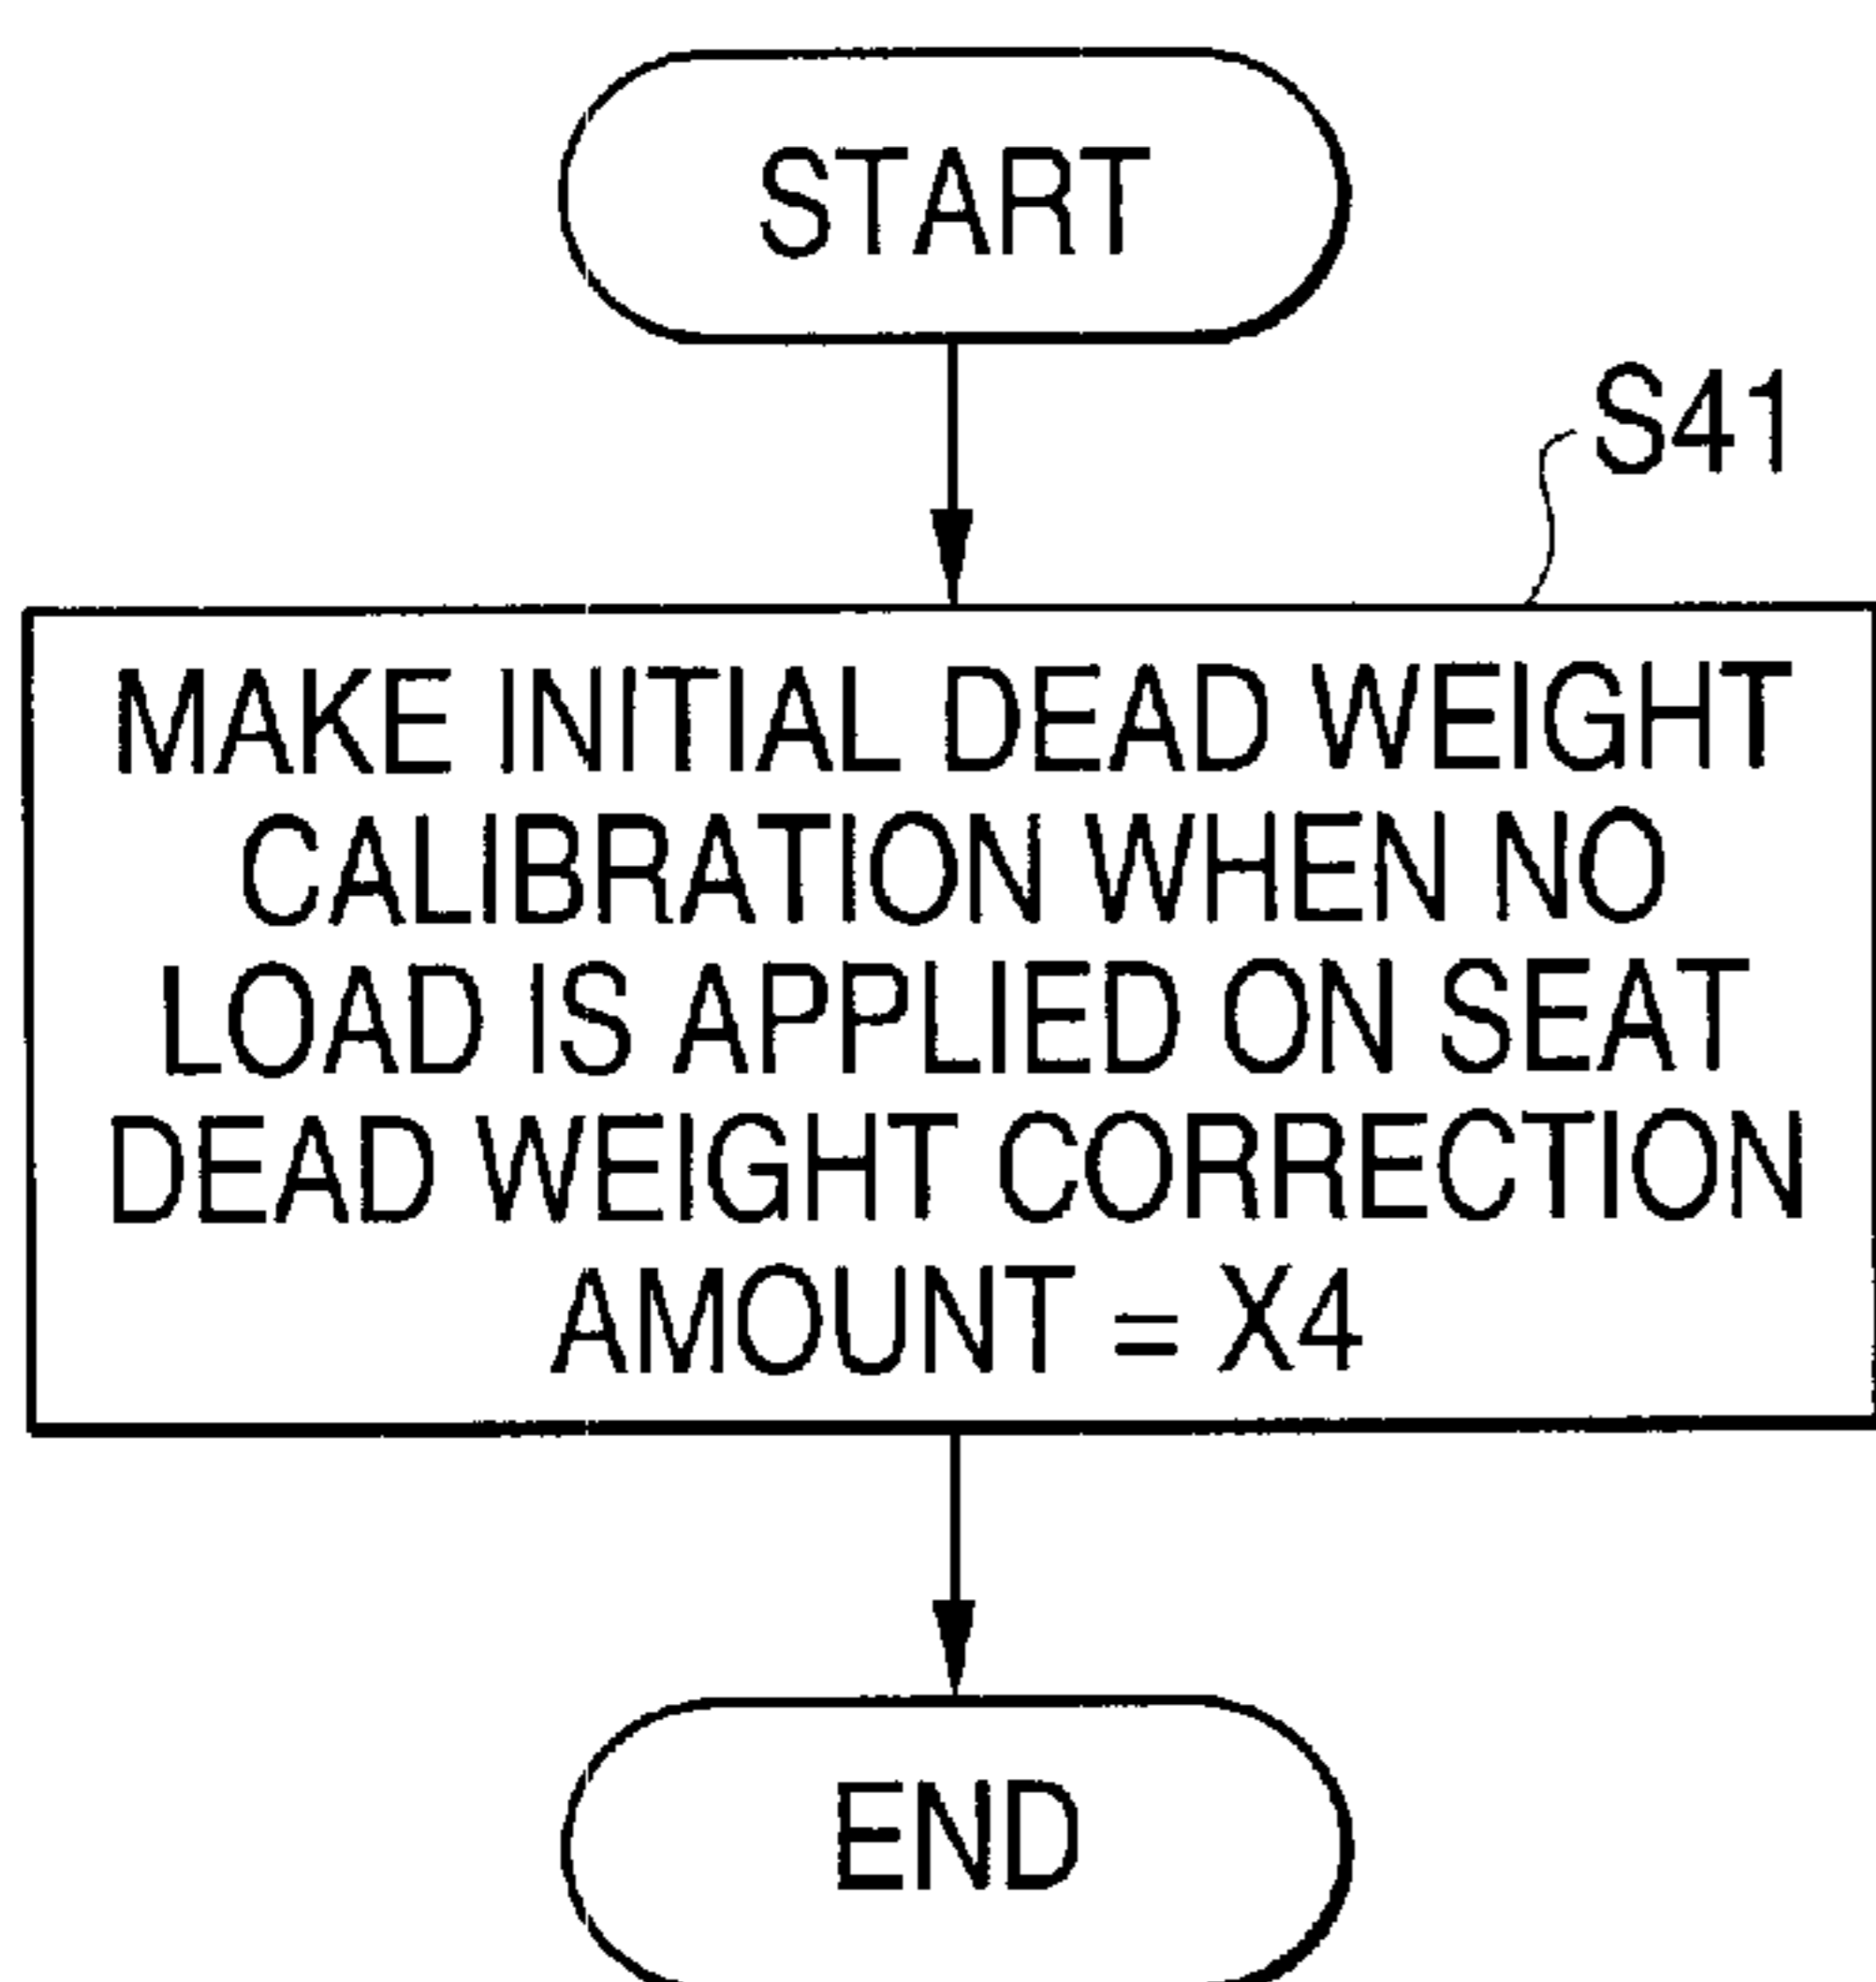 START
S41
MAKE INITIAL DEAD WEIGHT
CALIBRATION WHEN NO
LOAD IS APPLIED ON SEAT
DEAD WEIGHT CORRECTION
AMOUNT = X4
END